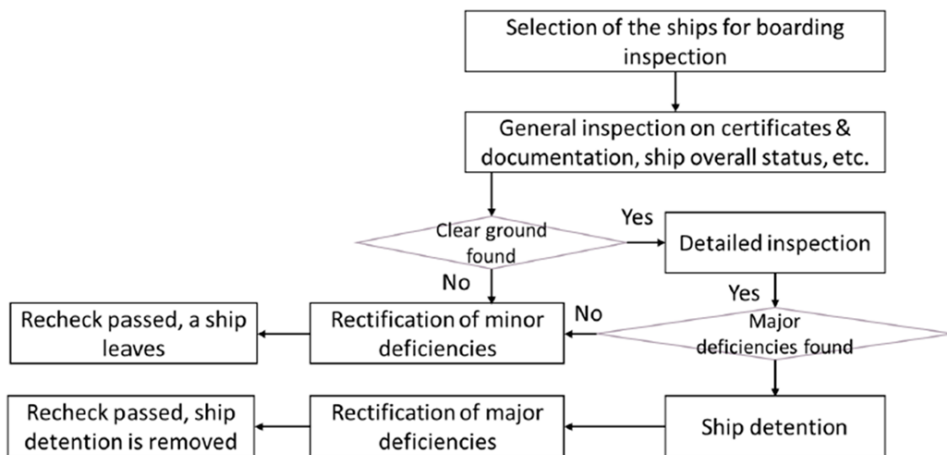 Selection of the ships for boarding
inspection
General inspection on certificates &
documentation, ship overall status, etc.
Clear ground
found
Yes
Detailed inspection
No
Yes
Major
deficiencies found
No
Rectification of minor
deficiencies
Recheck passed, a ship
leaves
Ship detention
Rectification of major
deficiencies
Recheck passed, ship
detention is removed